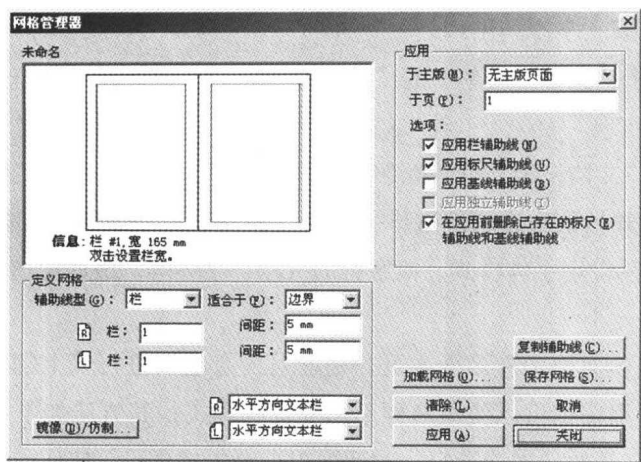 网格管理器
未命名
信息:栏 #1,宽 165 mm
双击设置栏宽。
应用
于主版(M): 无主版页面
于页(P): 1
选项:
应用栏辅助线(N)
应用标尺辅助线(U)
应用基线辅助线(B)
应用独立辅助线(I)
在应用前删除已存在的标尺(E)
辅助线和基线辅助线
定义网格
辅助线型(G): 栏 适合于(F): 边界
R 栏: 1 间距: 5 mm
L 栏: 1 间距: 5 mm
R 水平方向文本栏
L 水平方向文本栏
镜像(D)/仿制...
复制辅助线(C)...
加载网格(O)... 保存网格(S)...
清除(L) 取消
应用(A) 关闭